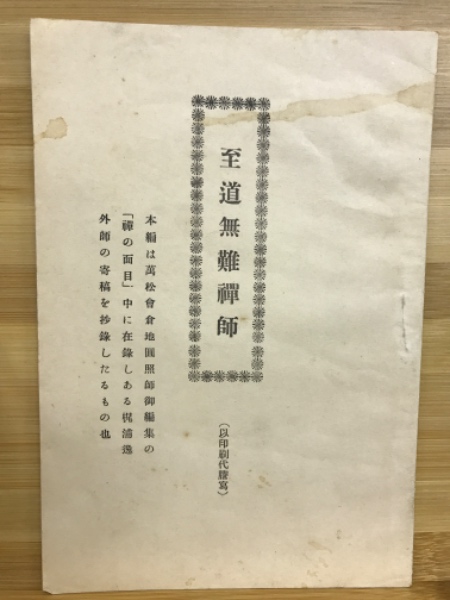 至道無難禪師
(以印刷代謄寫)
本編は萬松會倉地圓照師御編集の
「禪の面目」中に在錄しある梶浦逸
外師の寄稿を抄錄したるもの也